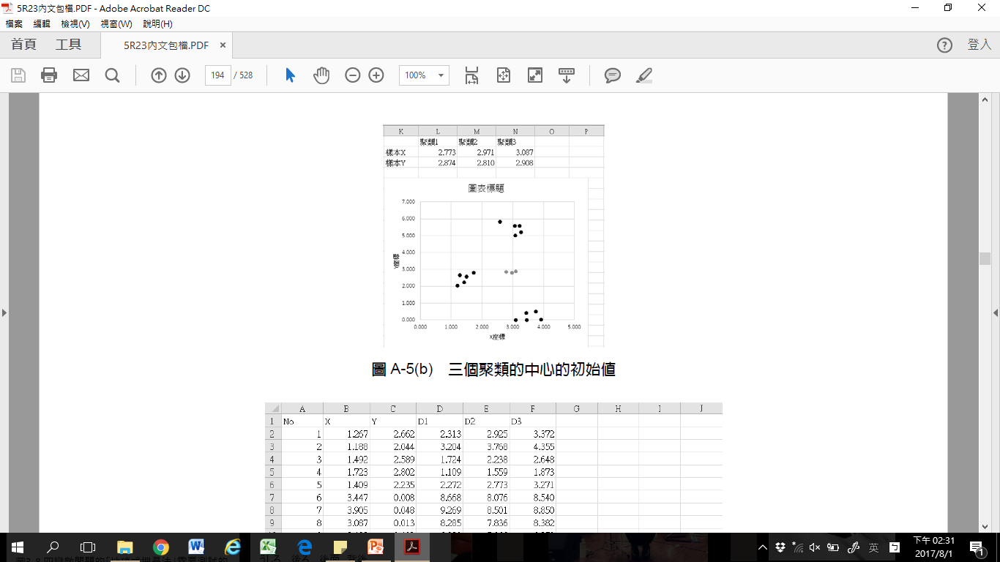 5R23內文包檔.PDF - Adobe Acrobat Reader DC
檔案 編輯 檢視(V) 視窗(W) 說明(H)
首頁 工具 5R23內文包檔.PDF × ? 登入
194 / 528 100%
K L M N O P
聚類1 聚類2 聚類3
樣本X 2.773 2.971 3.087
樣本Y 2.874 2.810 2.908
圖表標題
7.000
6.000
5.000
4.000
3.000
2.000
1.000
0.000
Y座標
0.000 1.000 2.000 3.000 4.000 5.000
X座標
圖 A-5(b) 三個聚類的中心的初始值
A B C D E F G H I J
1 No X Y D1 D2 D3
2 1 1.267 2.662 2.313 2.925 3.372
3 2 1.188 2.044 3.204 3.768 4.355
4 3 1.492 2.589 1.724 2.238 2.648
5 4 1.723 2.802 1.109 1.559 1.873
6 5 1.409 2.235 2.272 2.773 3.271
7 6 3.447 0.008 8.668 8.076 8.540
8 7 3.905 0.048 9.269 8.501 8.850
9 8 3.087 0.013 8.285 7.836 8.382
英 下午 02:31
2017/8/1 1